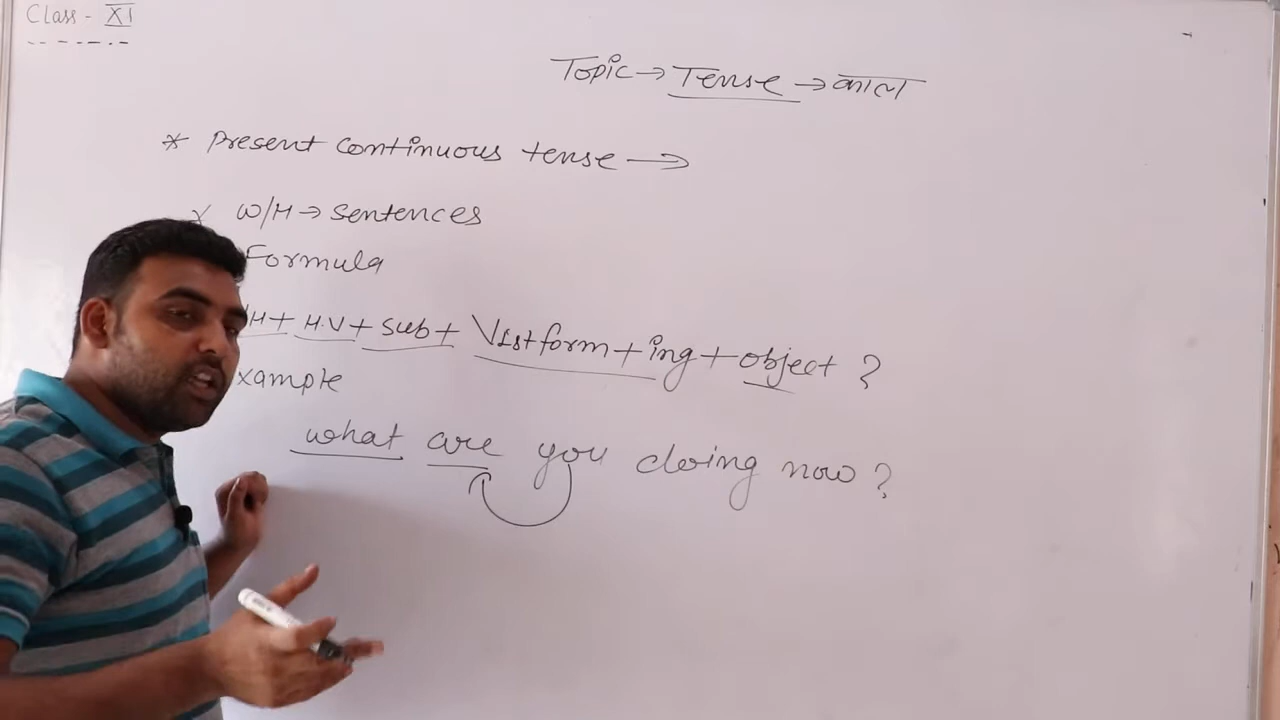 Class - XI
Topic → Tense → काल
* Present continuous tense →
W/H → sentences
Formula
H + H.V + Sub + V1st form + ing + object ?
xample
what are you doing now ?